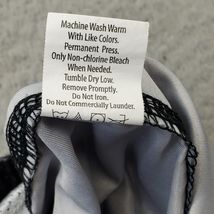 Machine Wash Warm
With Like Colors.
Permanent Press.
Only Non-chlorine Bleach
When Needed.
Tumble Dry Low.
Remove Promptly.
Do Not Iron.
Do Not Commercially Launder.